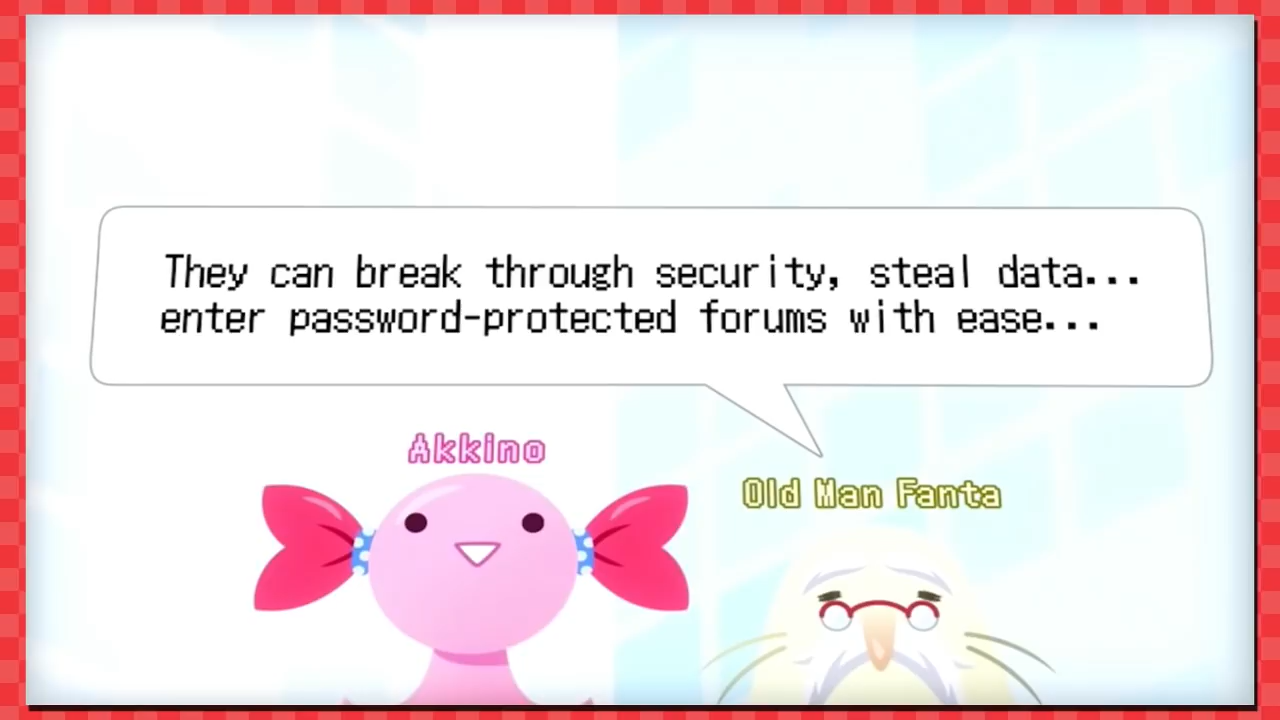 They can break through security, steal data...
enter password-protected forums with ease...
Akkino
Old Man Fanta